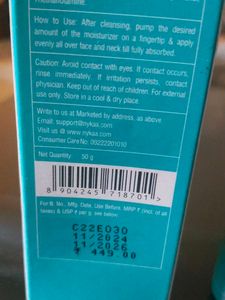 How to Use: After cleansing, pump the desired
amount of the moisturizer on a fingertip & apply
evenly all over face and neck till fully absorbed.
Caution: Avoid contact with eyes. If contact occurs,
rinse immediately. If irritation persists, contact
physician. Keep out of reach of children. For external
use only. Store in a cool & dry place.
Write to us at Marketed by address, as above
Email: support@nykaa.com
Visit us @ www.nykaa.com
Consumer Care No: 09222201010
Net Quantity 50 g
8 904245 718701 >
For B. No., Mfg. Date, Use Before, MRP ₹ (incl. of all
taxes) & USP ₹ per g, see below:
C22E030
11/2024
11/2026
₹ 449.00